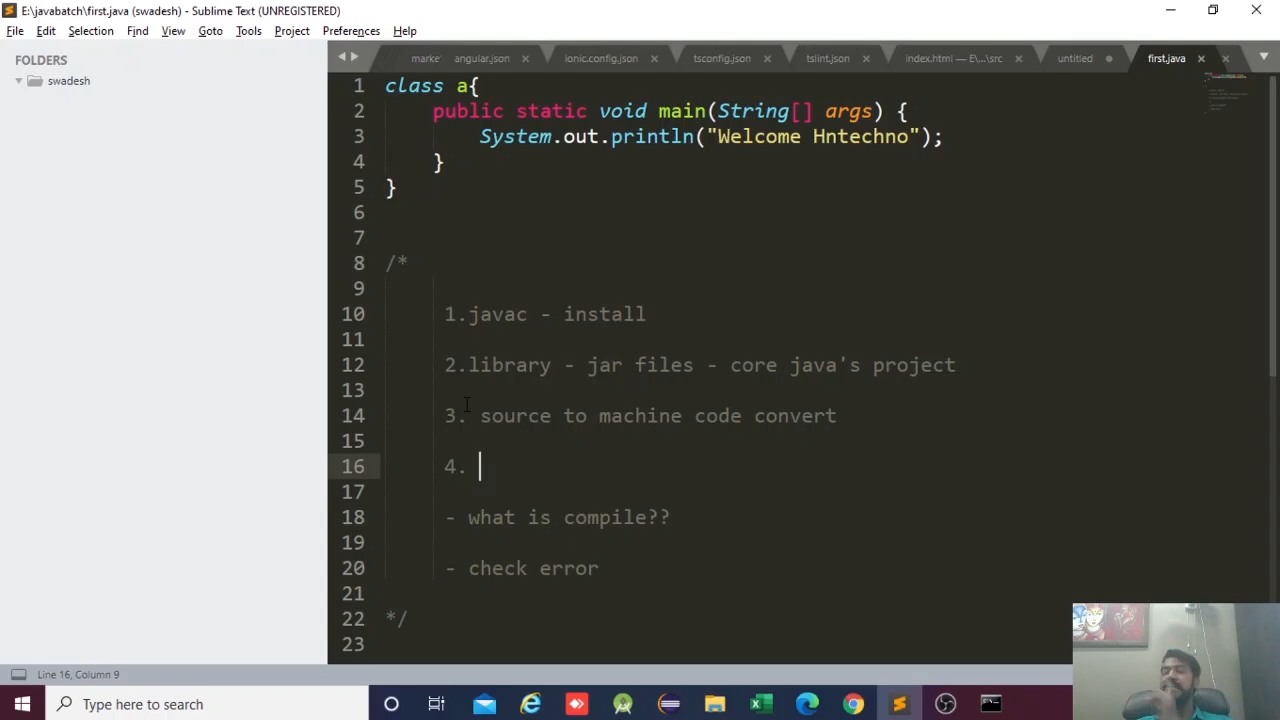 E:\javabatch\first.java (swadesh) - Sublime Text (UNREGISTERED)
File Edit Selection Find View Goto Tools Project Preferences Help
FOLDERS
swadesh
marke angular.json ionic.config.json tsconfig.json tslint.json index.html — E\...\src untitled first.java
1 class a{
2 public static void main(String[] args) {
3 System.out.println("Welcome Hntechno");
4 }
5 }
6
7
8 /*
9
10 1.javac - install
11
12 2.library - jar files - core java's project
13
14 3. source to machine code convert
15
16 4.
17
18 - what is compile??
19
20 - check error
21
22 */
23
Line 16, Column 9
Type here to search